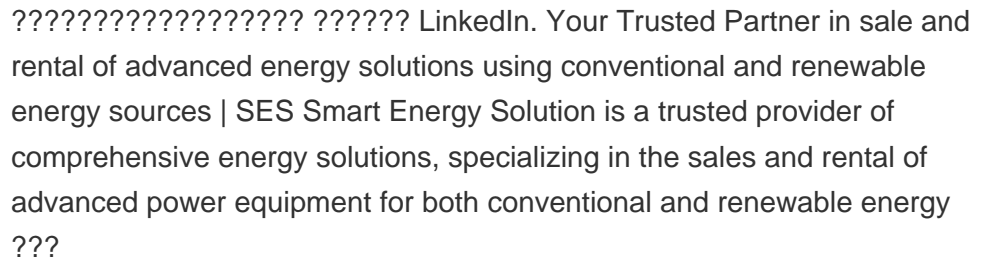 ?????????????????? ?????? LinkedIn. Your Trusted Partner in sale and
rental of advanced energy solutions using conventional and renewable
energy sources | SES Smart Energy Solution is a trusted provider of
comprehensive energy solutions, specializing in the sales and rental of
advanced power equipment for both conventional and renewable energy
???